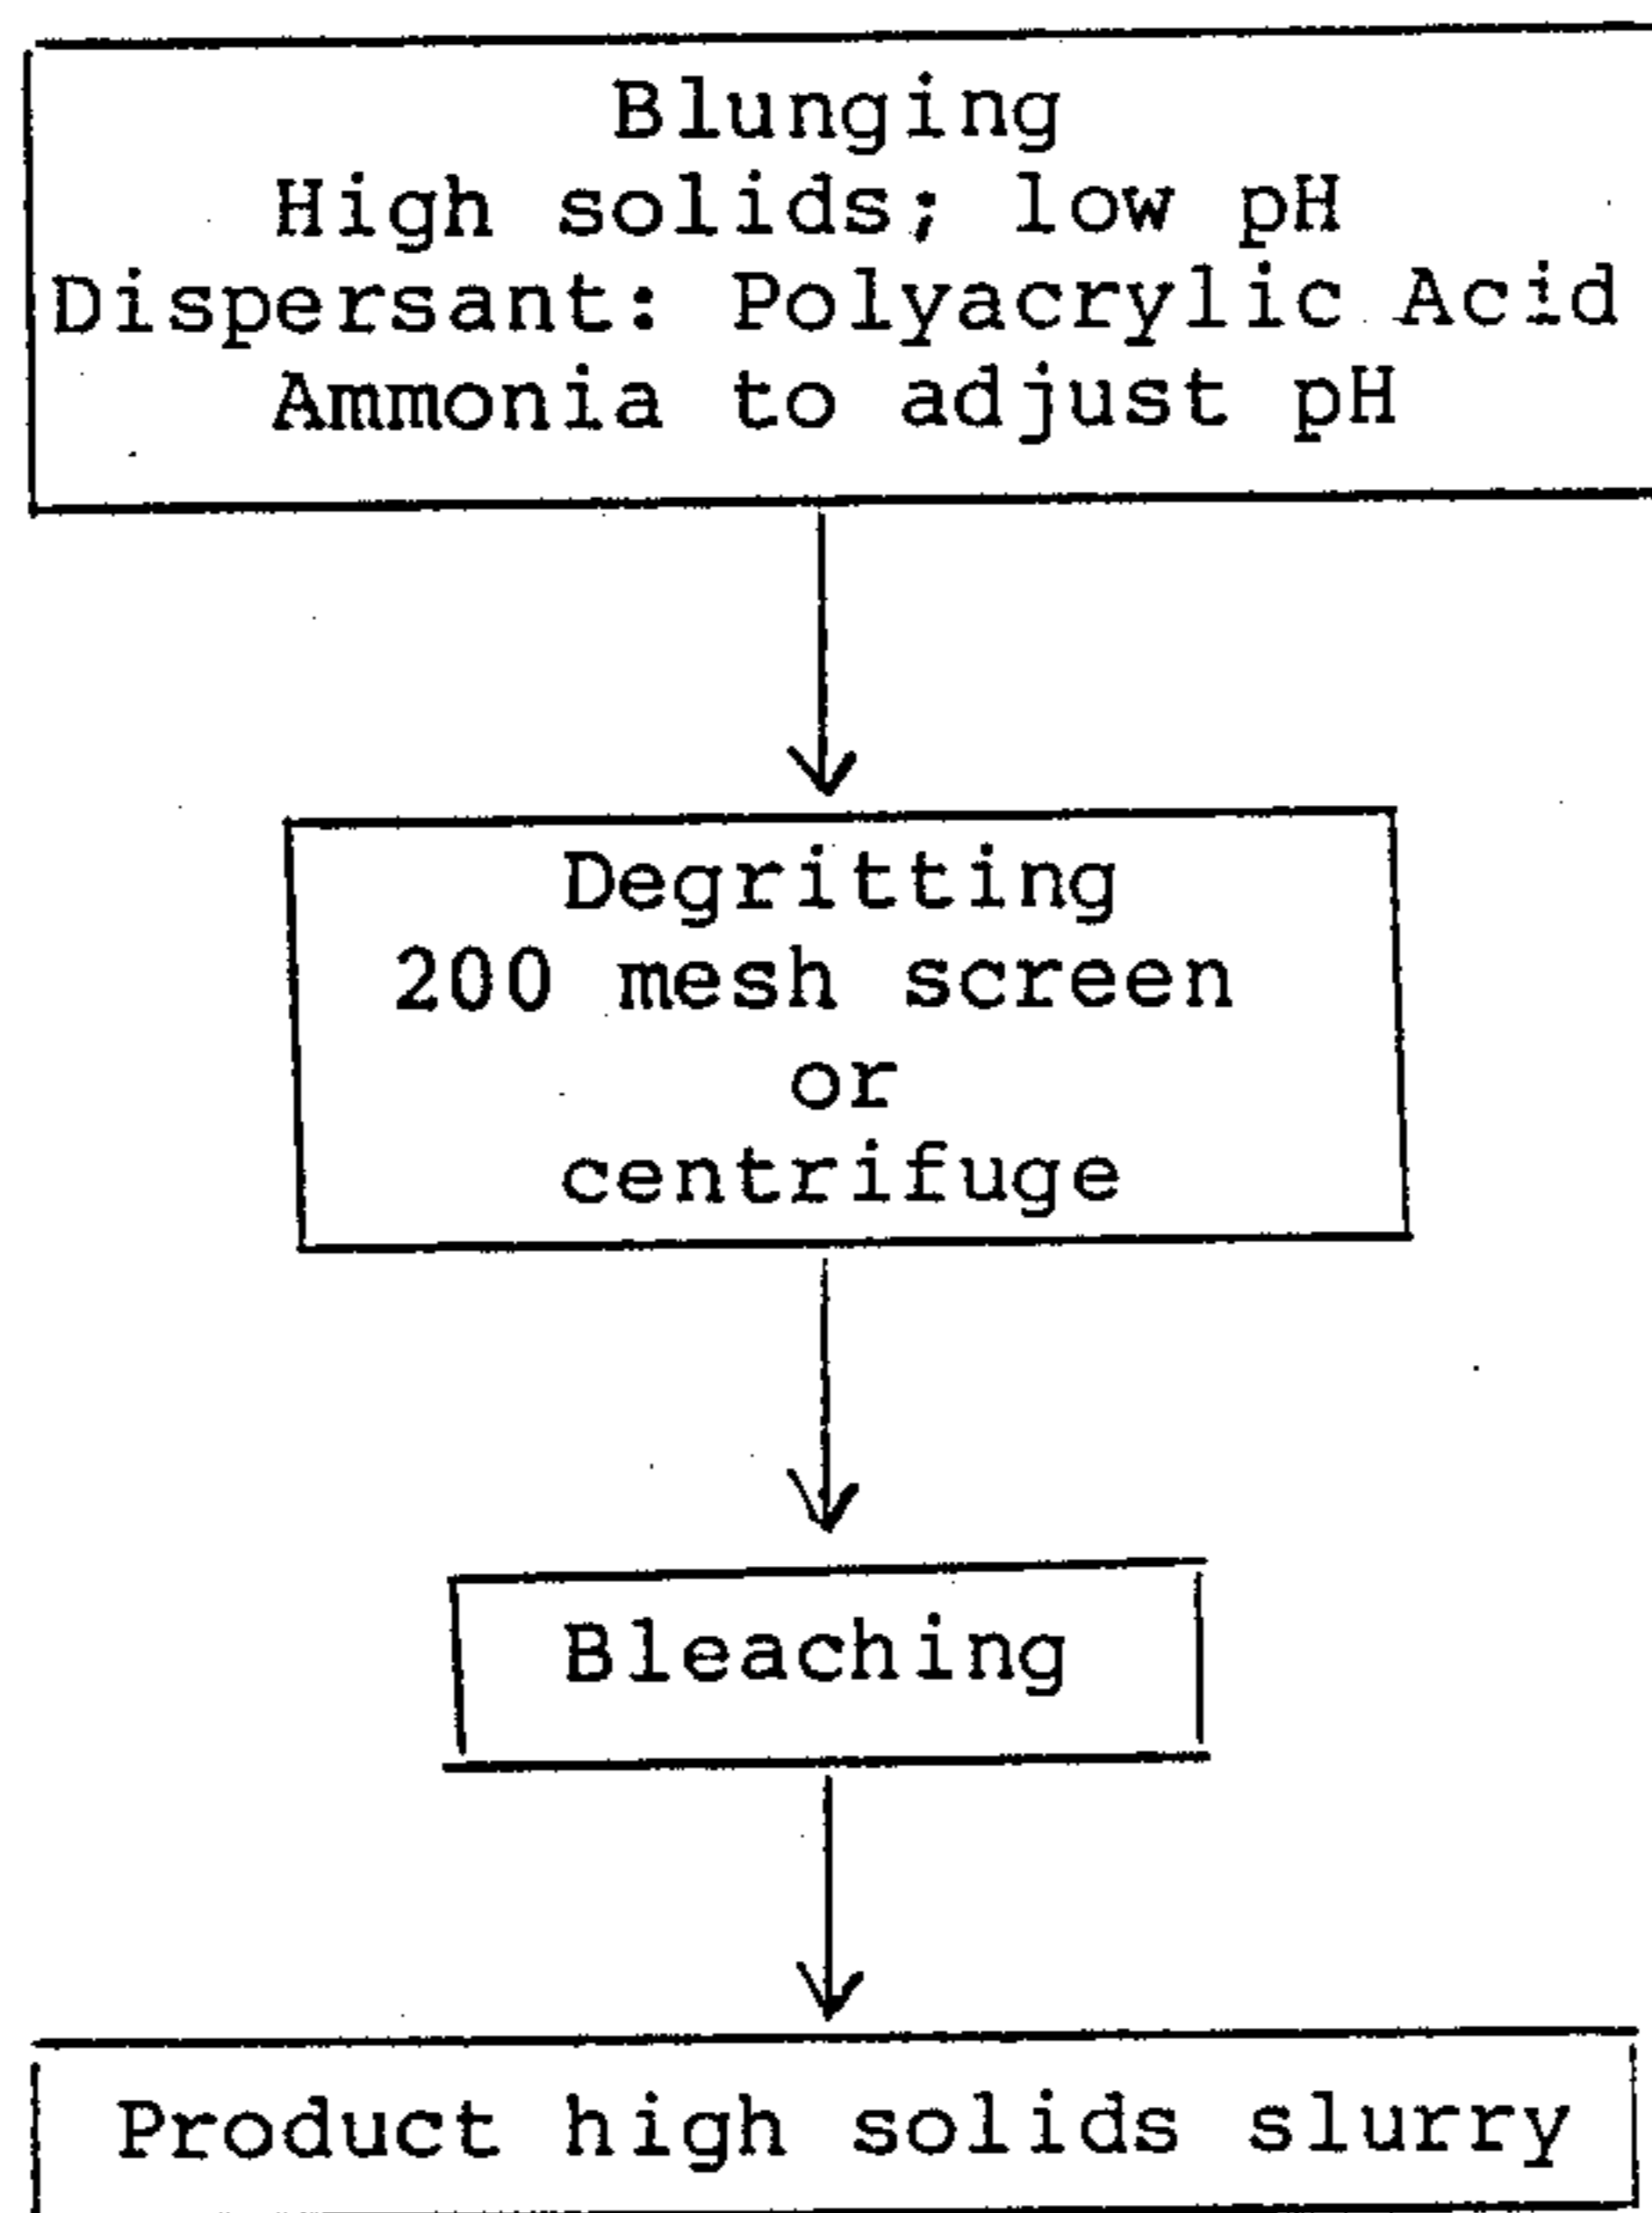 Blunging
High solids; low pH
Dispersant: Polyacrylic Acid
Ammonia to adjust pH
Degritting
200 mesh screen
or
centrifuge
Bleaching
Product high solids slurry